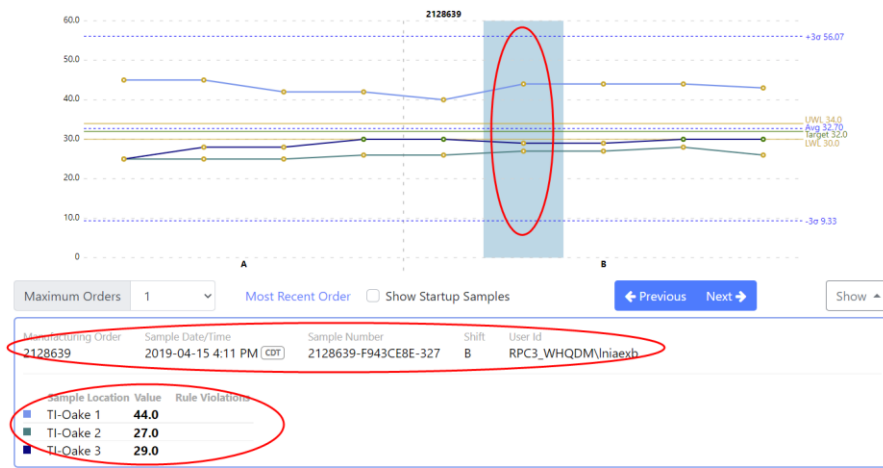 2128639
60.0
+3σ 56.07
50.0
40.0
UWL 34.0
Avg 32.70
Target 32.0
30.0
LWL 30.0
20.0
10.0
-3σ 9.33
0
A B
Maximum Orders 1 Most Recent Order Show Startup Samples Previous Next Show
Manufacturing Order Sample Date/Time Sample Number Shift User Id
2128639 2019-04-15 4:11 PM CDT 2128639-F943CE8E-327 B RPC3_WHQDM\Iniaexb
Sample Location Value Rule Violations
TI-Oake 1 44.0
TI-Oake 2 27.0
TI-Oake 3 29.0